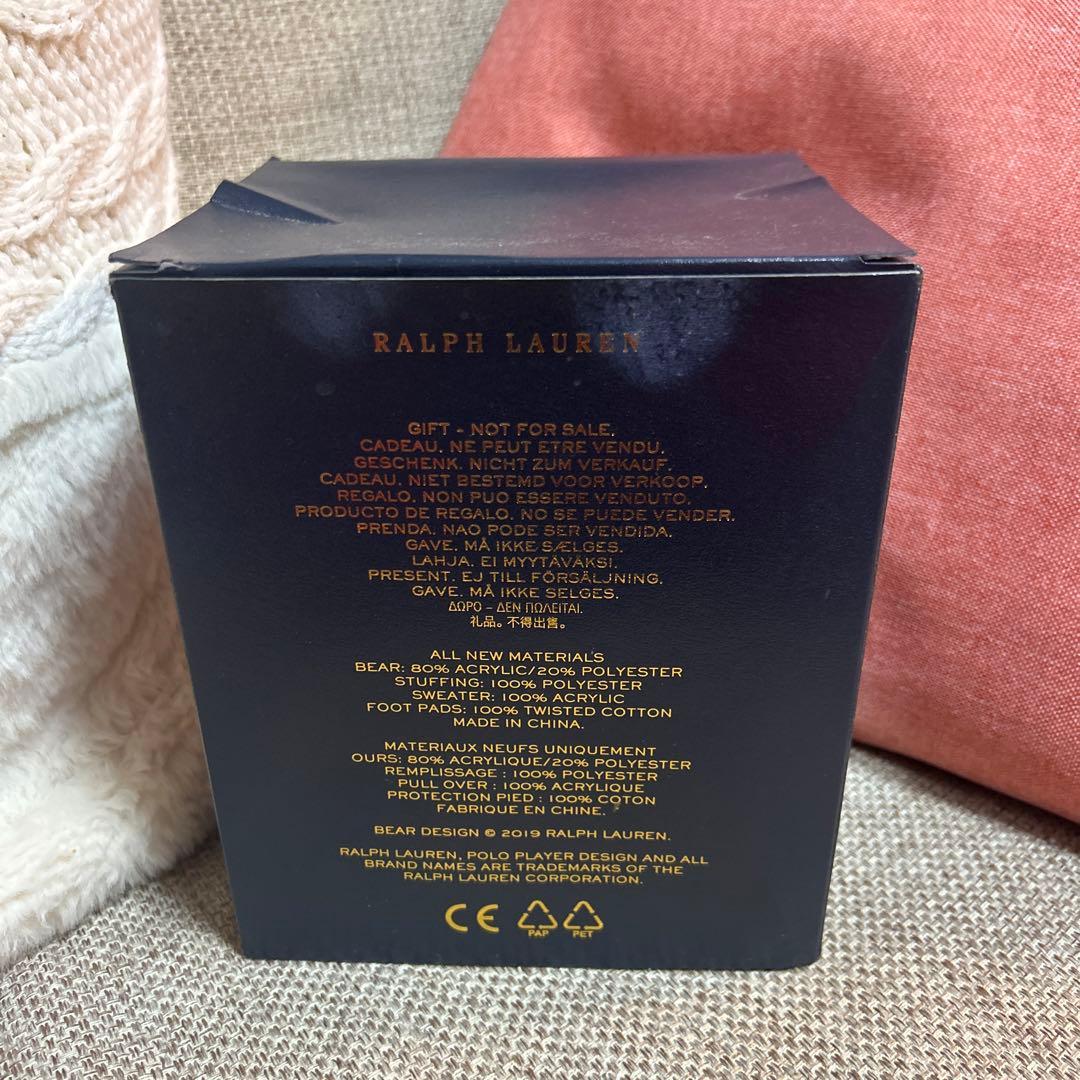 RALPH LAUREN
GIFT - NOT FOR SALE.
CADEAU. NE PEUT ETRE VENDU.
GESCHENK. NICHT ZUM VERKAUF.
CADEAU. NIET BESTEMD VOOR VERKOOP.
REGALO. NON PUO ESSERE VENDUTO.
PRODUCTO DE REGALO. NO SE PUEDE VENDER.
PRENDA. NAO PODE SER VENDIDA.
GAVE. MÅ IKKE SÆLGES.
LAHJA. EI MYYTÄVÄKSI.
PRESENT. EJ TILL FÖRSÄLJNING.
GAVE. MÅ IKKE SELGES.
ΔΩΡΟ – ΔΕΝ ΠΩΛΕΙΤΑΙ.
礼品。不得出售。
ALL NEW MATERIALS
BEAR: 80% ACRYLIC/20% POLYESTER
STUFFING: 100% POLYESTER
SWEATER: 100% ACRYLIC
FOOT PADS: 100% TWISTED COTTON
MADE IN CHINA.
MATERIAUX NEUFS UNIQUEMENT
OURS: 80% ACRYLIQUE/20% POLYESTER
REMPLISSAGE : 100% POLYESTER
PULL OVER : 100% ACRYLIQUE
PROTECTION PIED : 100% COTON
FABRIQUE EN CHINE.
BEAR DESIGN © 2019 RALPH LAUREN.
RALPH LAUREN, POLO PLAYER DESIGN AND ALL
BRAND NAMES ARE TRADEMARKS OF THE
RALPH LAUREN CORPORATION.
CE
PAP PET